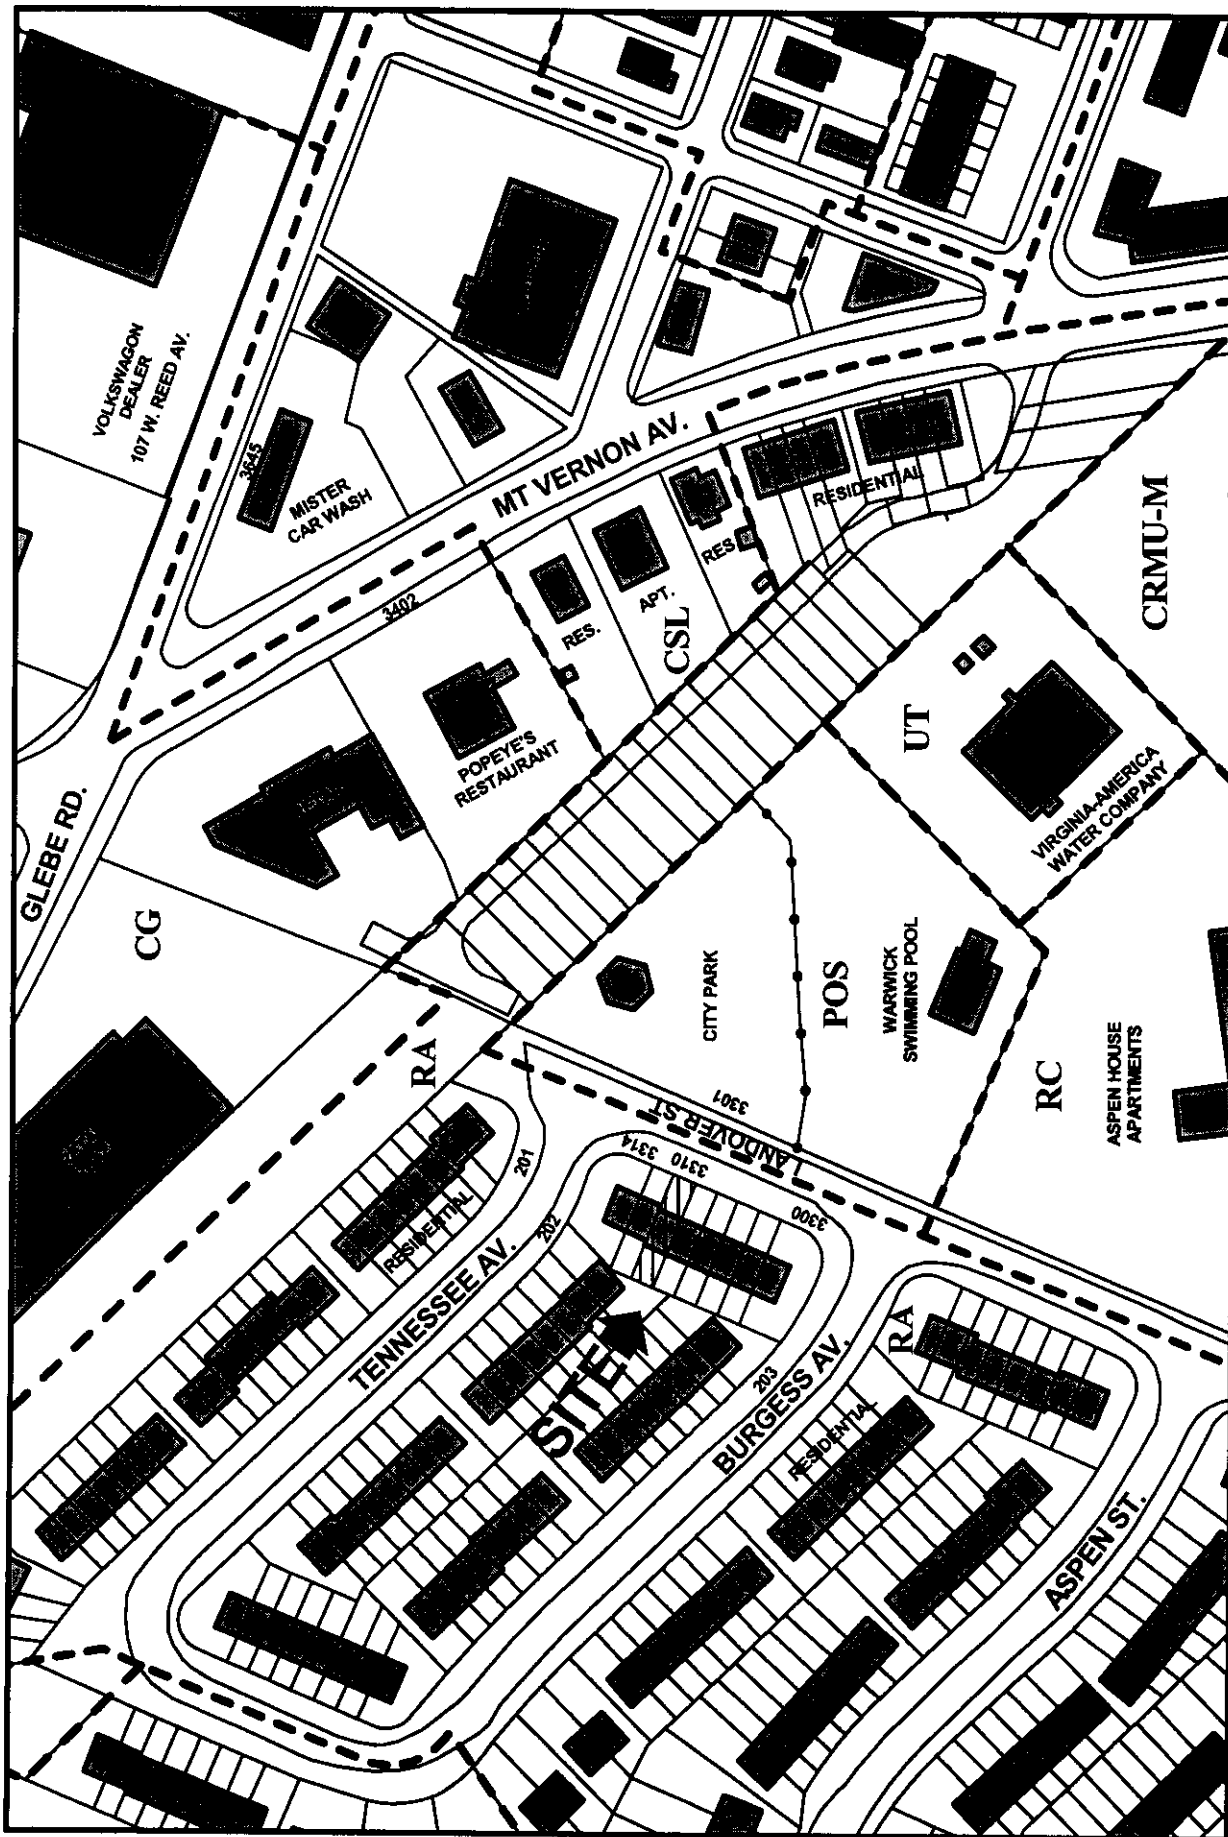 VOLKSWAGON
DEALER
107 W. REED AV.
3645
MISTER
CAR WASH
MT VERNON AV.
3402
RES.
APT.
RES
RESIDENTIAL
CSL
POPEYE'S
RESTAURANT
GLEBE RD.
CG
CRMU-M
UT
VIRGINIA-AMERICA
WATER COMPANY
CITY PARK
POS
WARWICK
SWIMMING POOL
RC
ASPEN HOUSE
APARTMENTS
RA
LANDOVER ST.
3301
3314
3310
3300
201
202
RESIDENTIAL
TENNESSEE AV.
SITE
203
BURGESS AV.
RA
RESIDENTIAL
ASPEN ST.